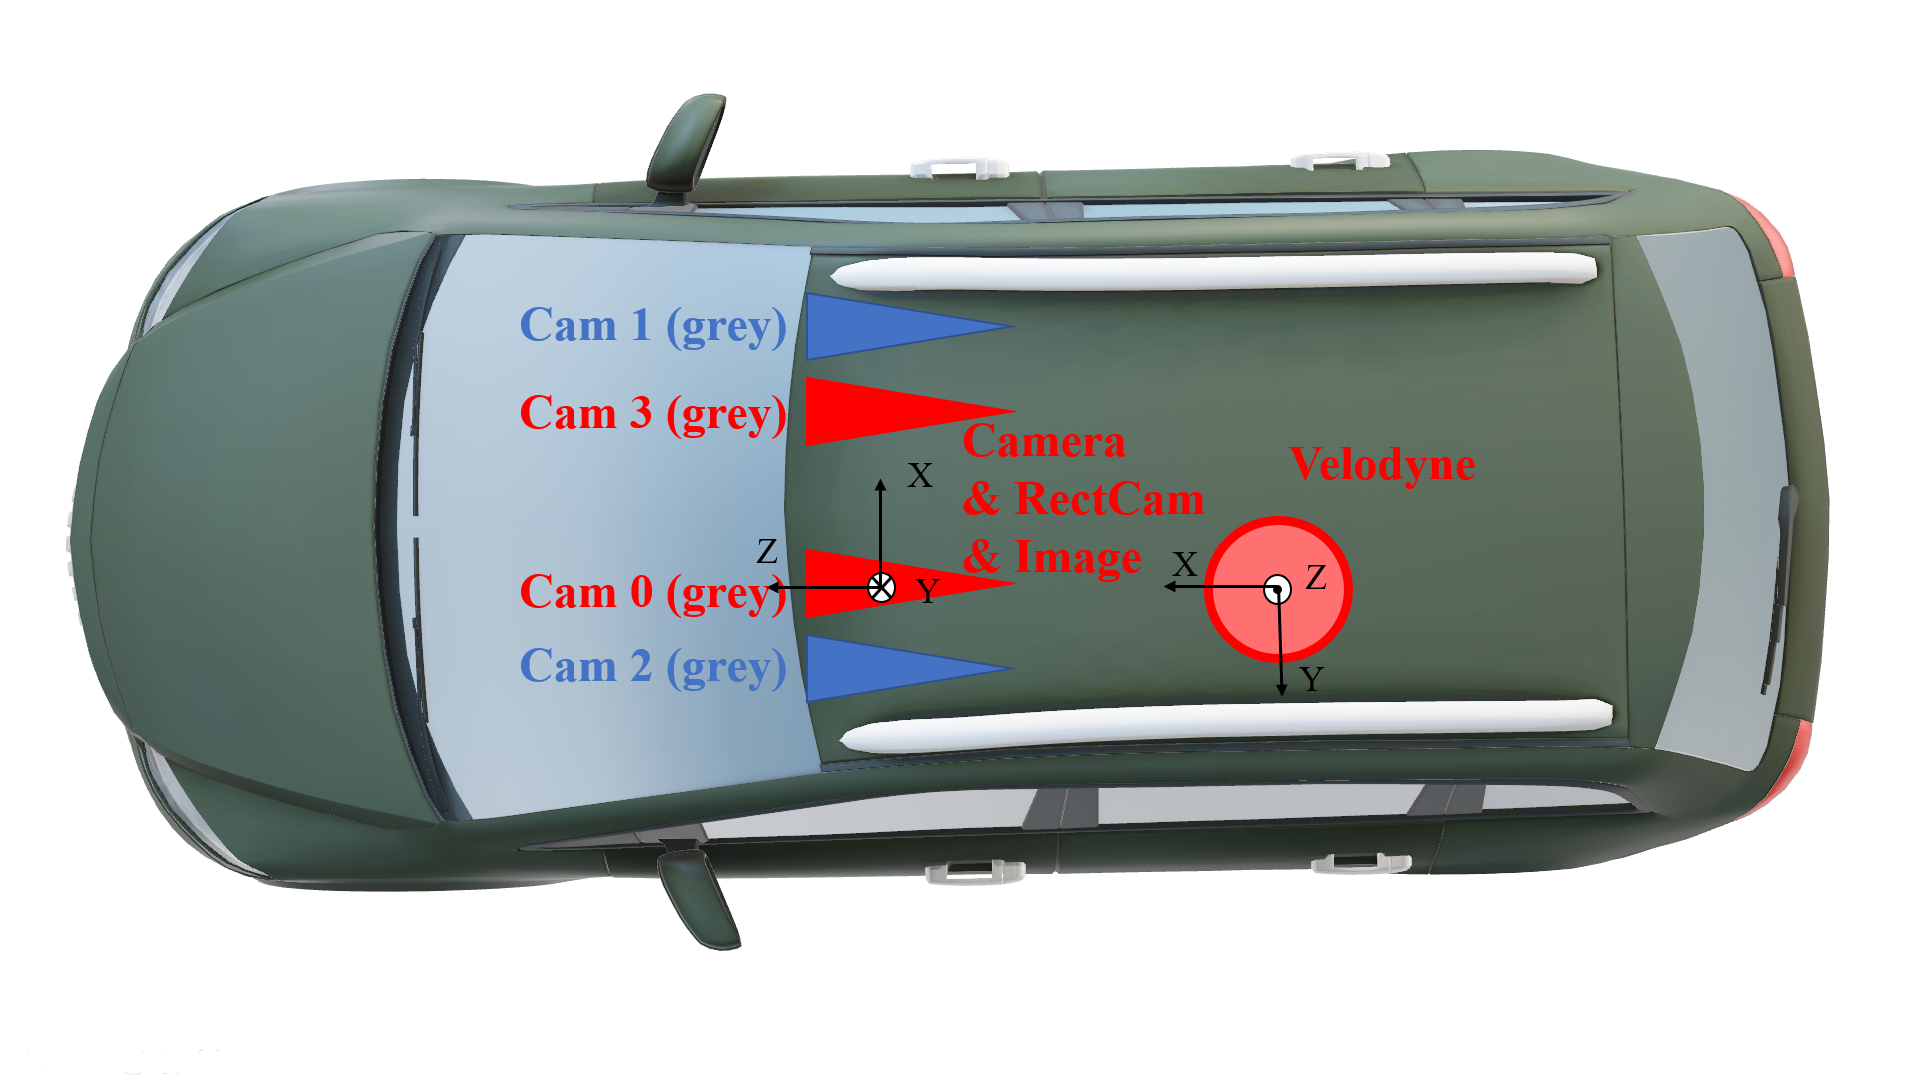 Cam 1 (grey)
Cam 3 (grey)
Camera
& RectCam
& Image
Velodyne
X
Z
Y
Cam 0 (grey)
X
Z
Y
Cam 2 (grey)